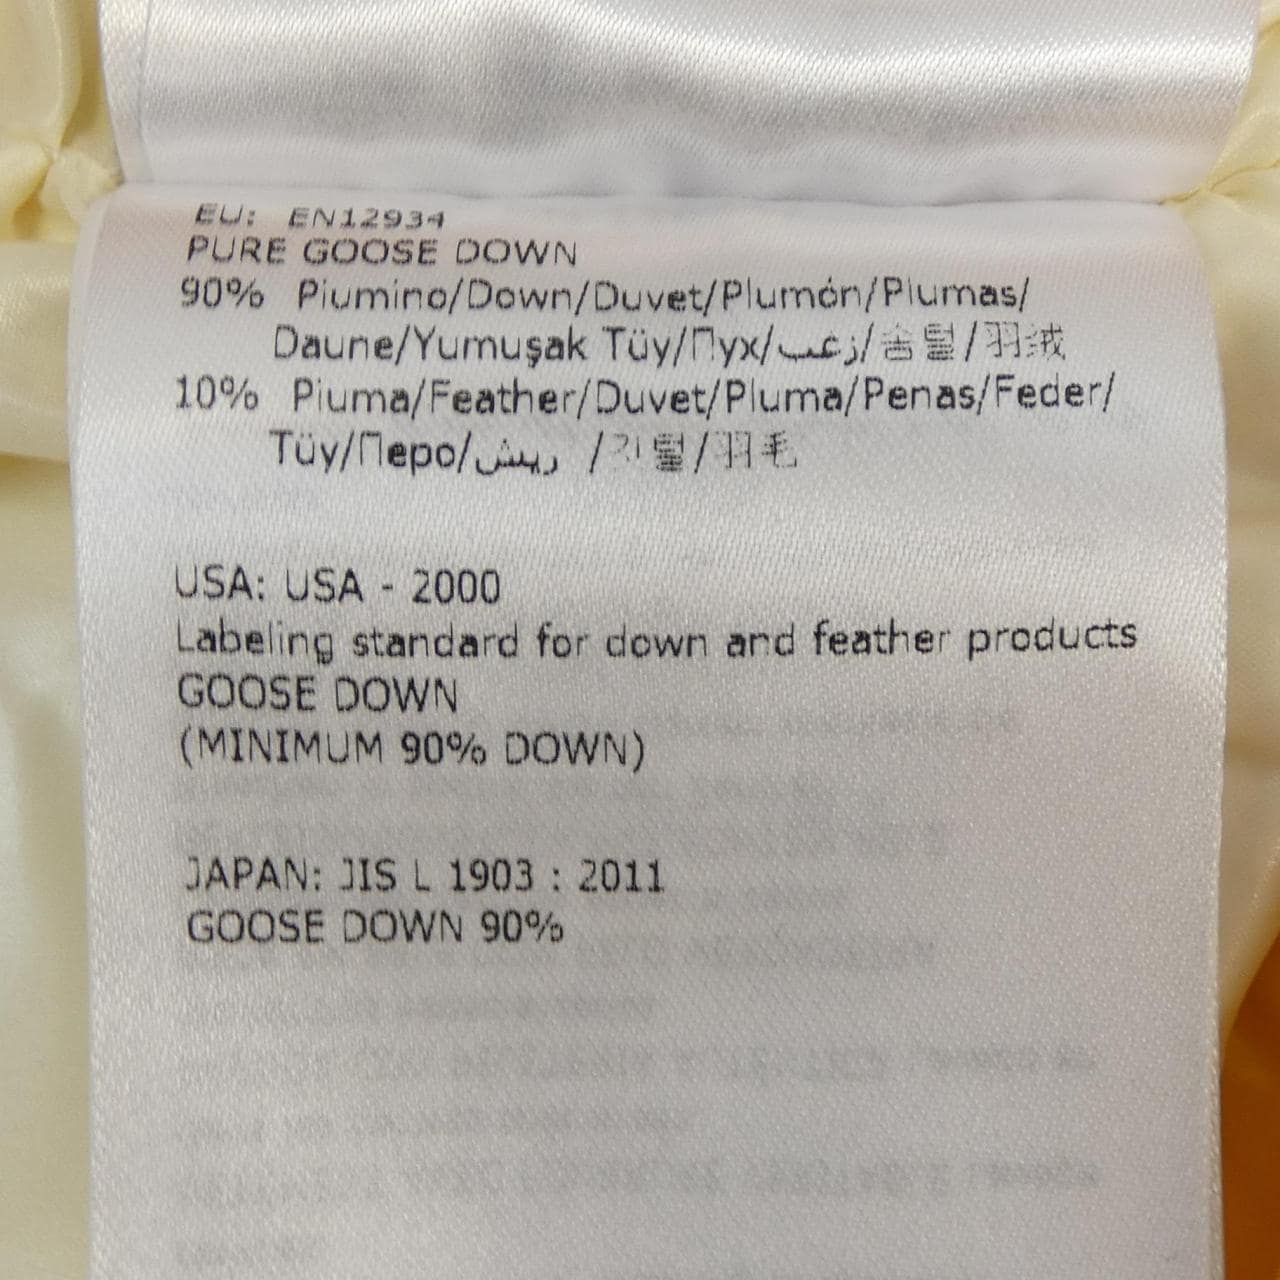 EU: EN12934
PURE GOOSE DOWN
90% Piumino/Down/Duvet/Plumón/Plumas/
Daune/Yumuşak Tüy/Пух/زغب/솜털/羽绒
10% Piuma/Feather/Duvet/Pluma/Penas/Feder/
Tüy/Перо/ريش /깃털/羽毛
USA: USA - 2000
Labeling standard for down and feather products
GOOSE DOWN
(MINIMUM 90% DOWN)
JAPAN: JIS L 1903 : 2011
GOOSE DOWN 90%